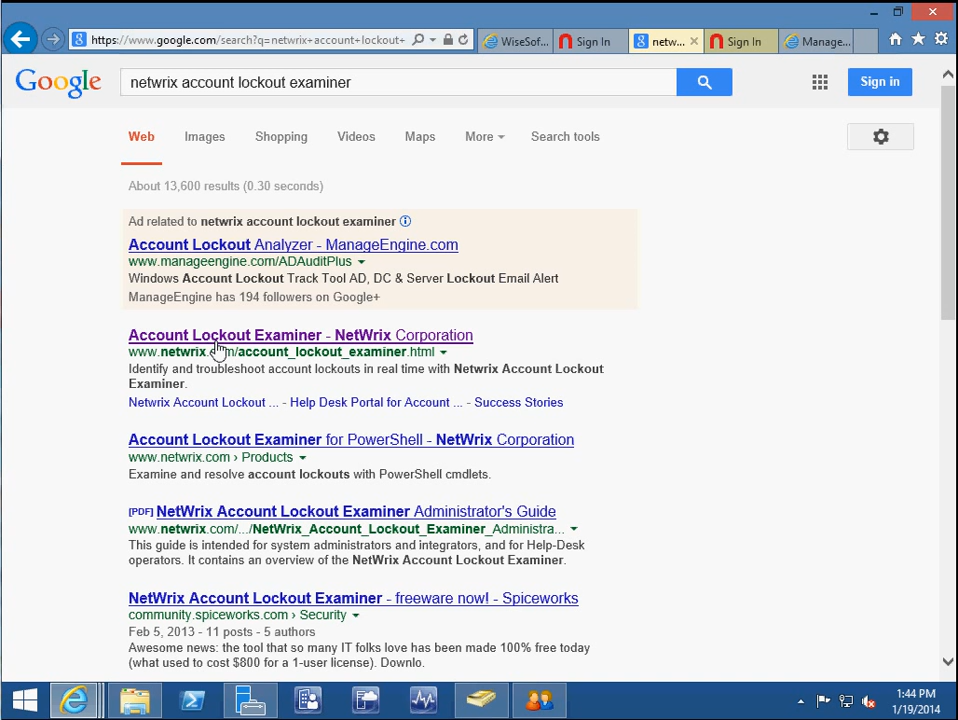 https://www.google.com/search?q=netwrix+account+lockout+
WiseSof...
Sign In
netw...
Sign In
Manage...
Google
netwrix account lockout examiner
Sign in
Web Images Shopping Videos Maps More Search tools
About 13,600 results (0.30 seconds)
Ad related to netwrix account lockout examiner
Account Lockout Analyzer - ManageEngine.com
www.manageengine.com/ADAuditPlus
Windows Account Lockout Track Tool AD, DC & Server Lockout Email Alert
ManageEngine has 194 followers on Google+
Account Lockout Examiner - NetWrix Corporation
www.netwrix. m/account_lockout_examiner.html
Identify and troubleshoot account lockouts in real time with Netwrix Account Lockout
Examiner.
Netwrix Account Lockout ... - Help Desk Portal for Account ... - Success Stories
Account Lockout Examiner for PowerShell - NetWrix Corporation
www.netwrix.com › Products
Examine and resolve account lockouts with PowerShell cmdlets.
[PDF] NetWrix Account Lockout Examiner Administrator's Guide
www.netwrix.com/.../NetWrix_Account_Lockout_Examiner_Administra...
This guide is intended for system administrators and integrators, and for Help-Desk
operators. It contains an overview of the NetWrix Account Lockout Examiner.
NetWrix Account Lockout Examiner - freeware now! - Spiceworks
community.spiceworks.com › Security
Feb 5, 2013 - 11 posts - 5 authors
Awesome news: the tool that so many IT folks love has been made 100% free today
(what used to cost $800 for a 1-user license). Downlo.
1:44 PM
1/19/2014